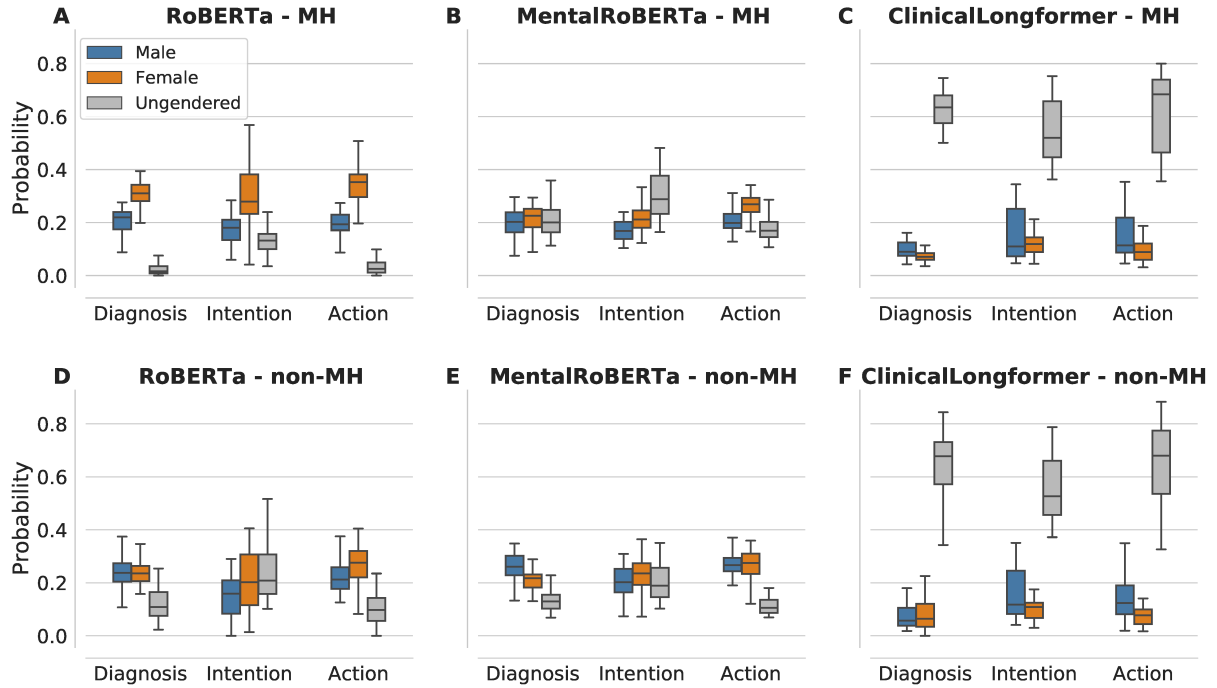 A RoBERTa - MH
B MentalRoBERTa - MH
C ClinicalLongformer - MH
Male
Female
Ungendered
Probability
0.8
0.6
0.4
0.2
0.0
Diagnosis Intention Action
Diagnosis Intention Action
Diagnosis Intention Action
D RoBERTa - non-MH
E MentalRoBERTa - non-MH
F ClinicalLongformer - non-MH
Probability
0.8
0.6
0.4
0.2
0.0
Diagnosis Intention Action
Diagnosis Intention Action
Diagnosis Intention Action